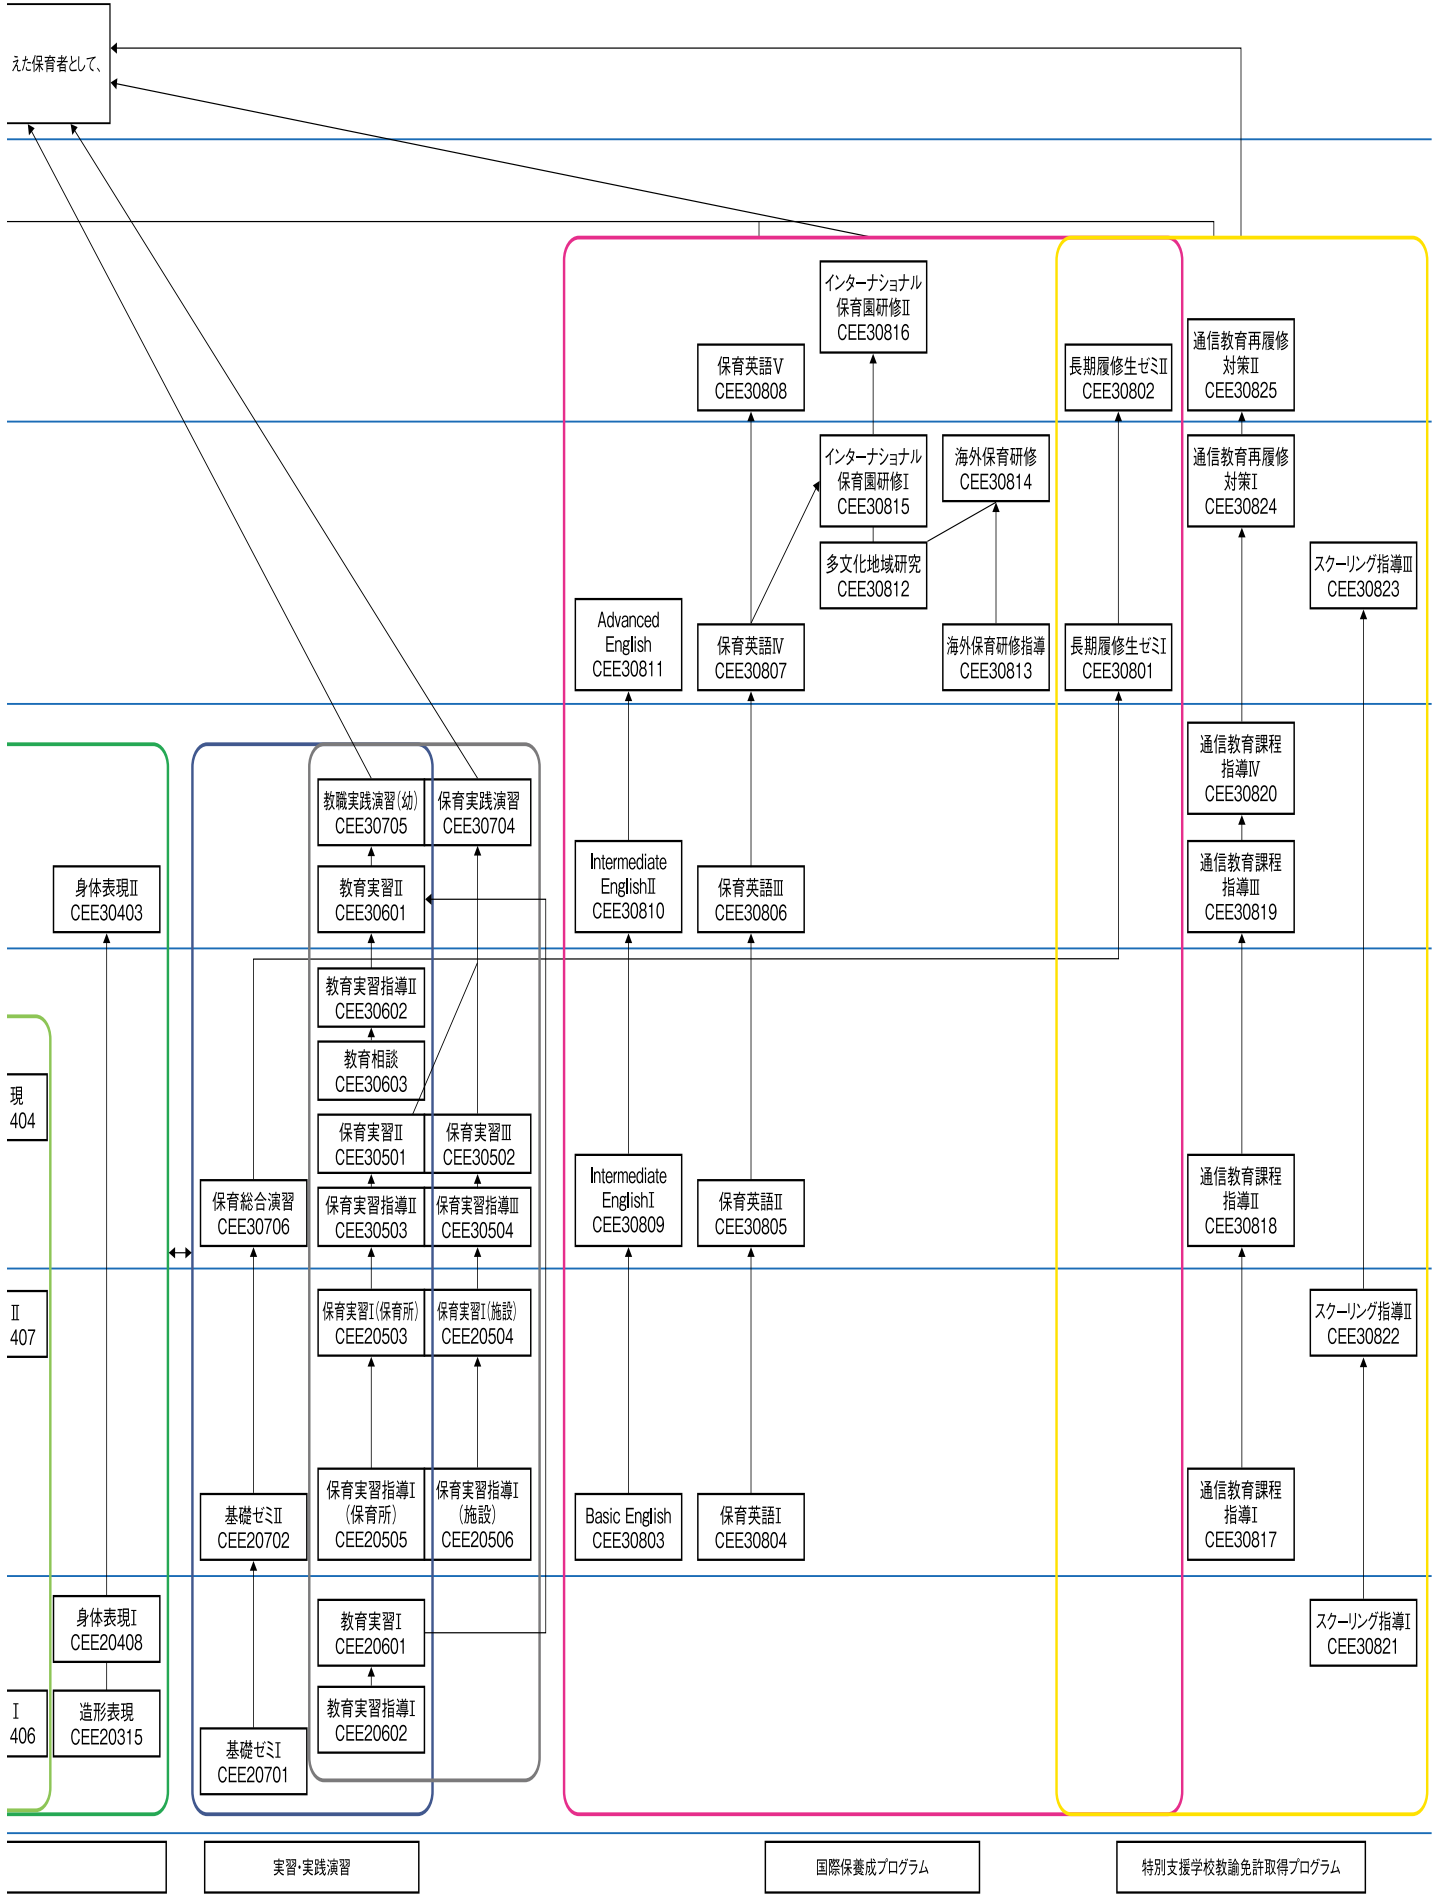 えた保育者として、
インターナショナル
保育園研修Ⅱ
CEE30816
保育英語Ⅴ
CEE30808
長期履修生ゼミⅡ
CEE30802
通信教育再履修
対策Ⅱ
CEE30825
インターナショナル
保育園研修Ⅰ
CEE30815
海外保育研修
CEE30814
通信教育再履修
対策Ⅰ
CEE30824
多文化地域研究
CEE30812
スクーリング指導Ⅲ
CEE30823
Advanced
English
CEE30811
保育英語Ⅳ
CEE30807
海外保育研修指導
CEE30813
長期履修生ゼミⅠ
CEE30801
通信教育課程
指導Ⅳ
CEE30820
教職実践演習(幼)
CEE30705
保育実践演習
CEE30704
身体表現Ⅱ
CEE30403
教育実習Ⅱ
CEE30601
Intermediate
EnglishⅡ
CEE30810
保育英語Ⅲ
CEE30806
通信教育課程
指導Ⅲ
CEE30819
教育実習指導Ⅱ
CEE30602
教育相談
CEE30603
現
404
保育実習Ⅱ
CEE30501
保育実習Ⅲ
CEE30502
保育総合演習
CEE30706
保育実習指導Ⅱ
CEE30503
保育実習指導Ⅲ
CEE30504
Intermediate
EnglishⅠ
CEE30809
保育英語Ⅱ
CEE30805
通信教育課程
指導Ⅱ
CEE30818
Ⅱ
407
保育実習Ⅰ(保育所)
CEE20503
保育実習Ⅰ(施設)
CEE20504
スクーリング指導Ⅱ
CEE30822
基礎ゼミⅡ
CEE20702
保育実習指導Ⅰ
(保育所)
CEE20505
保育実習指導Ⅰ
(施設)
CEE20506
Basic English
CEE30803
保育英語Ⅰ
CEE30804
通信教育課程
指導Ⅰ
CEE30817
身体表現Ⅰ
CEE20408
教育実習Ⅰ
CEE20601
スクーリング指導Ⅰ
CEE30821
Ⅰ
406
造形表現
CEE20315
教育実習指導Ⅰ
CEE20602
基礎ゼミⅠ
CEE20701
実習・実践演習
国際保養成プログラム
特別支援学校教諭免許取得プログラム